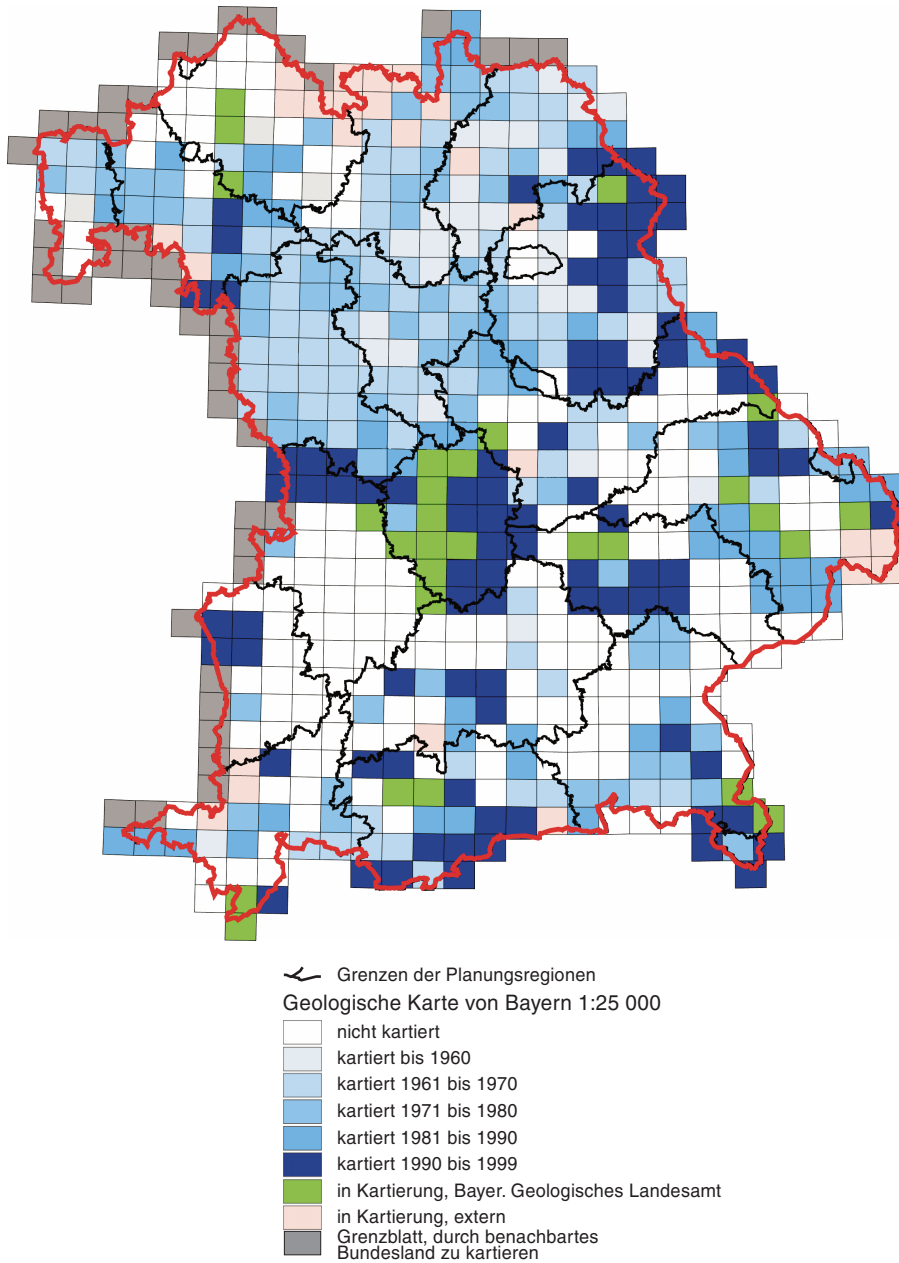 Grenzen der Planungsregionen
Geologische Karte von Bayern 1:25 000
nicht kartiert
kartiert bis 1960
kartiert 1961 bis 1970
kartiert 1971 bis 1980
kartiert 1981 bis 1990
kartiert 1990 bis 1999
in Kartierung, Bayer. Geologisches Landesamt
in Kartierung, extern
Grenzblatt, durch benachbartes
Bundesland zu kartieren